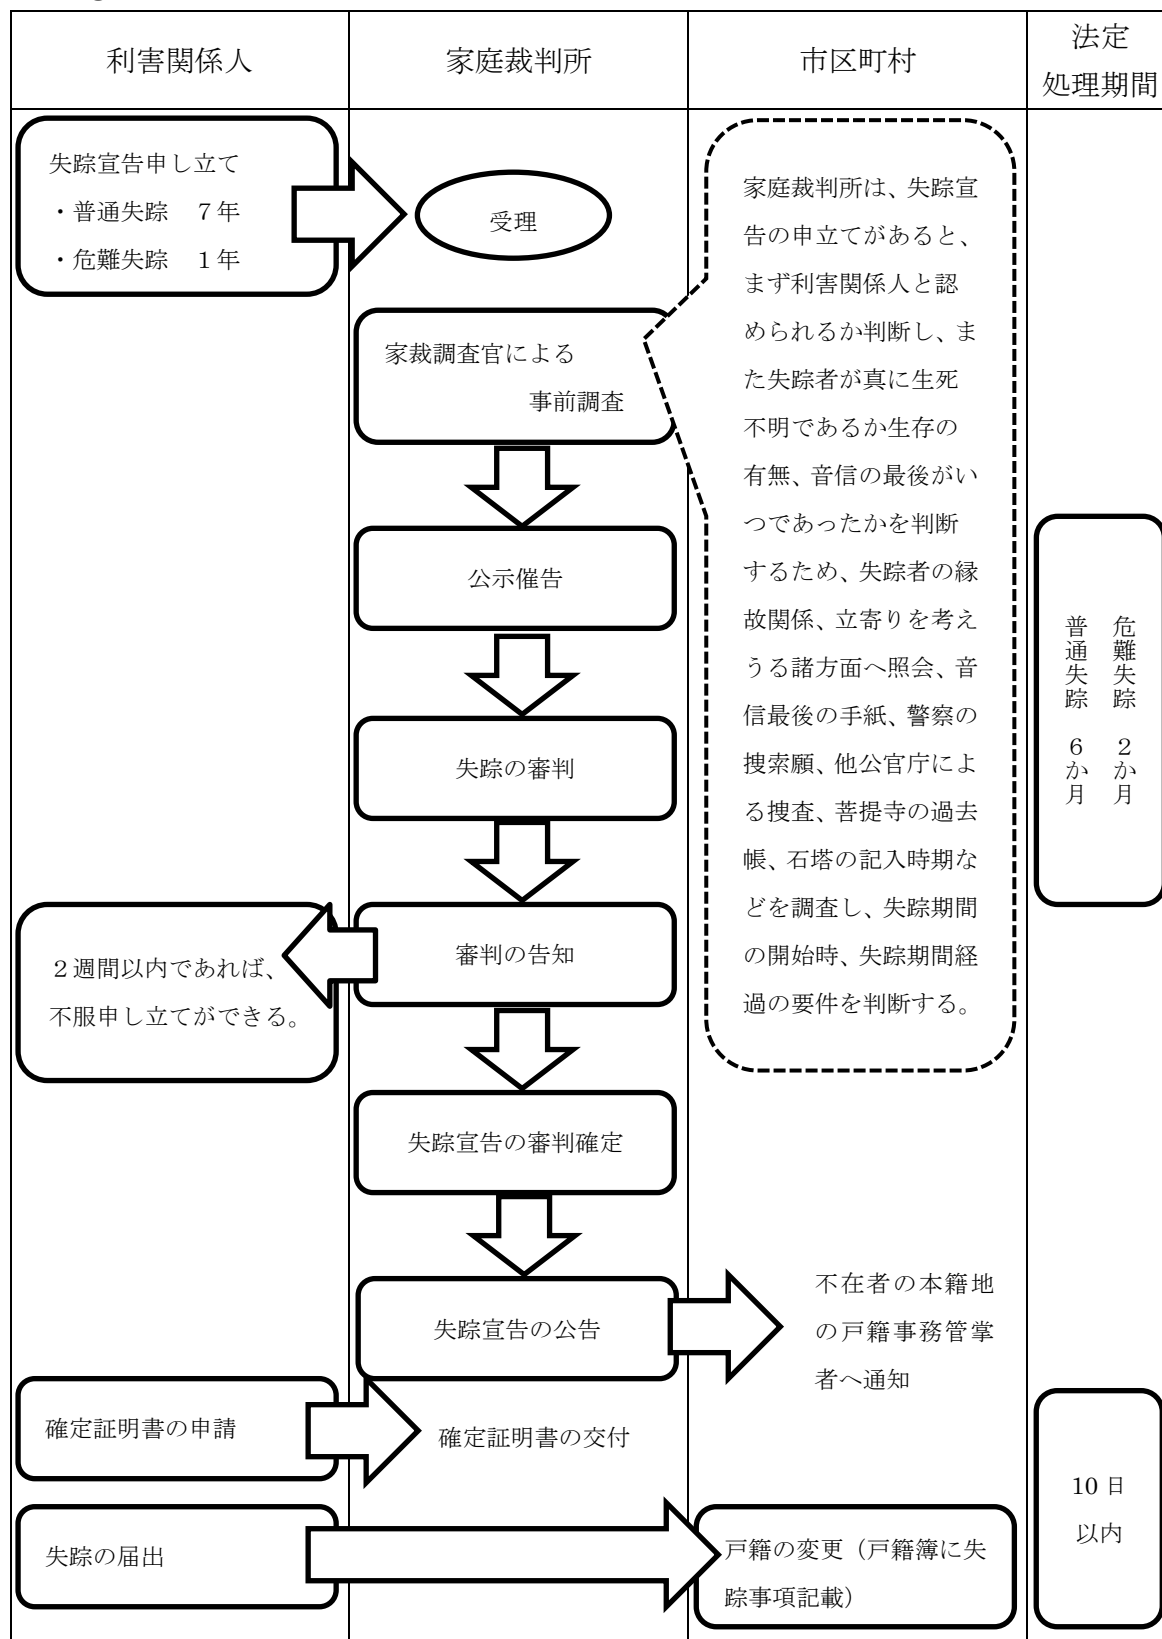 利害関係人
家庭裁判所
市区町村
法定
処理期間
失踪宣告申し立て
・普通失踪　７年
・危難失踪　１年
受理
家裁調査官による
事前調査
家庭裁判所は、失踪宣
告の申立てがあると、
まず利害関係人と認
められるか判断し、ま
た失踪者が真に生死
不明であるか生存の
有無、音信の最後がい
つであったかを判断
するため、失踪者の縁
故関係、立寄りを考え
うる諸方面へ照会、音
信最後の手紙、警察の
捜索願、他公官庁によ
る捜査、菩提寺の過去
帳、石塔の記入時期な
どを調査し、失踪期間
の開始時、失踪期間経
過の要件を判断する。
公示催告
失踪の審判
危難失踪　２か月
普通失踪　６か月
審判の告知
２週間以内であれば、
不服申し立てができる。
失踪宣告の審判確定
失踪宣告の公告
不在者の本籍地
の戸籍事務管掌
者へ通知
確定証明書の申請
確定証明書の交付
10 日
以内
失踪の届出
戸籍の変更（戸籍簿に失
踪事項記載）